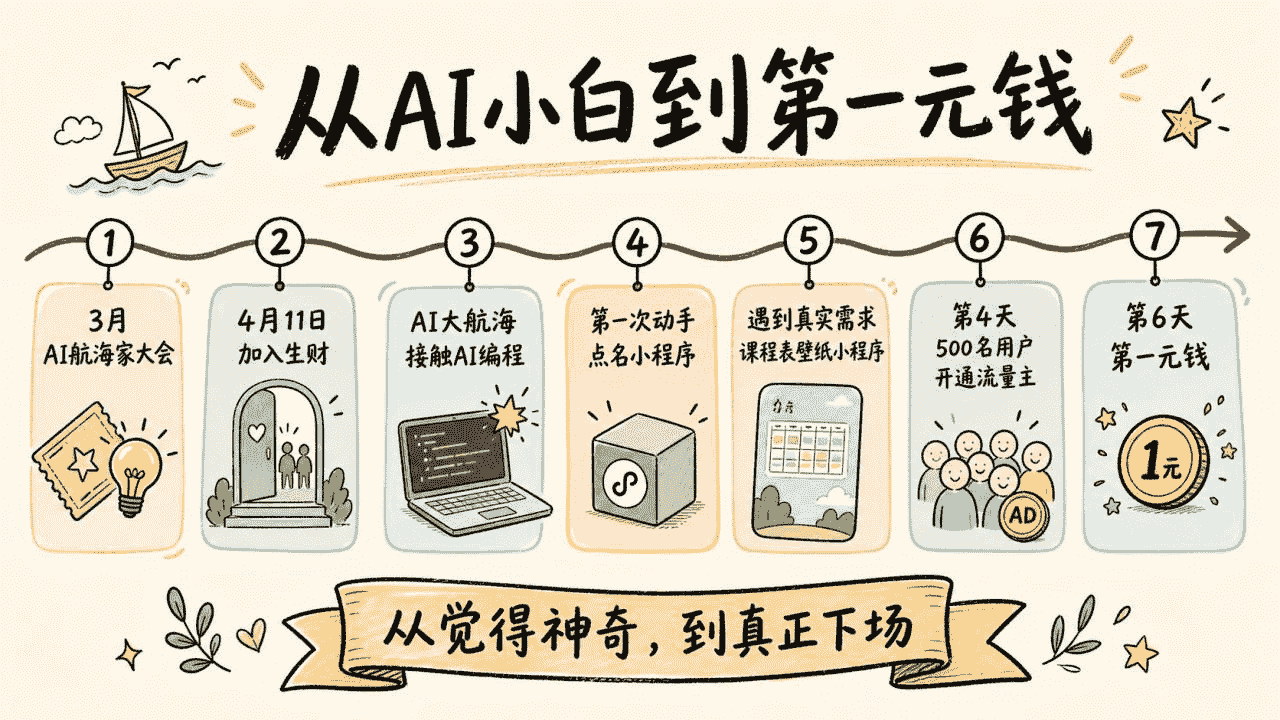 从AI小白到第一元钱
1
2
3
4
5
6
7
3月
AI航海家大会
4月11日
加入生财
AI大航海
接触AI编程
第一次动手
点名小程序
遇到真实需求
课程表壁纸小程序
第4天
500名用户
开通流量主
AD
第6天
第一元钱
1元
从觉得神奇，到真正下场